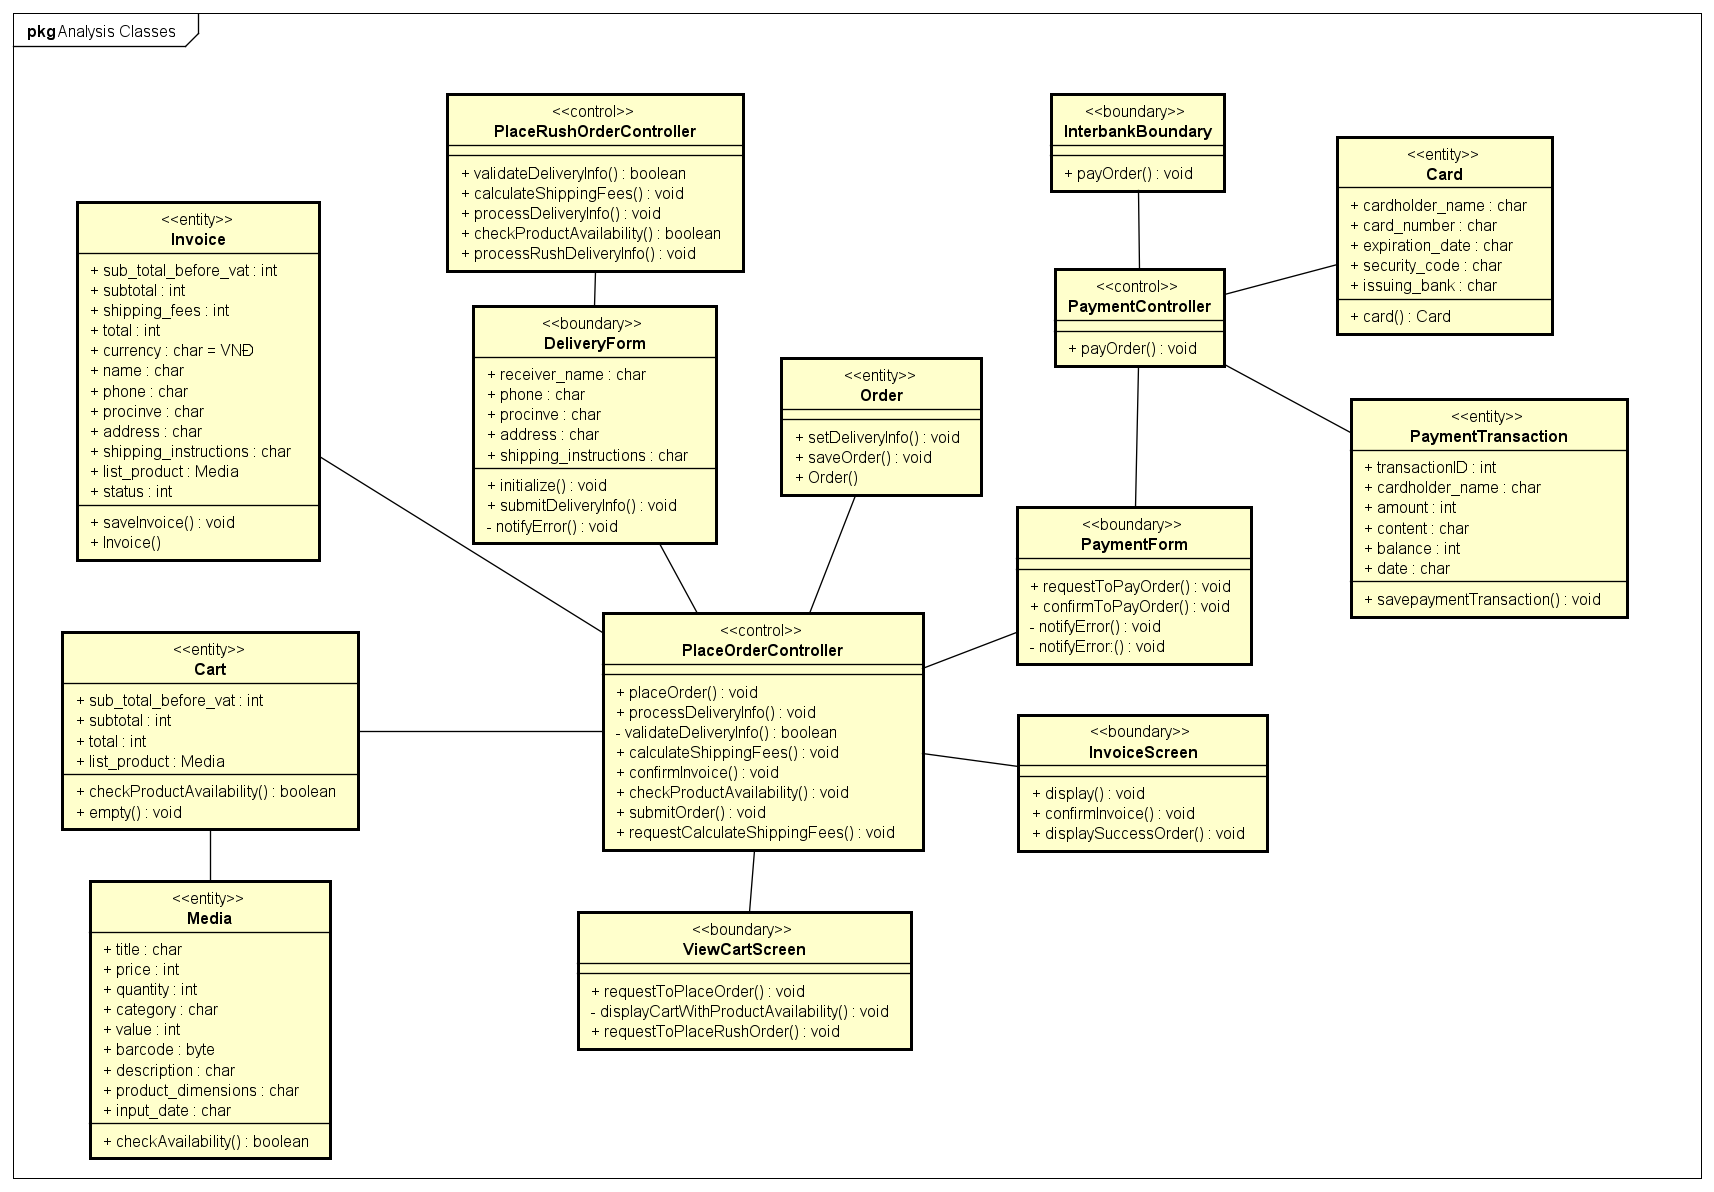 pkg Analysis Classes
<<control>>
PlaceRushOrderController
+ validateDeliveryInfo() : boolean
+ calculateShippingFees() : void
+ processDeliveryInfo() : void
+ checkProductAvailability() : boolean
+ processRushDeliveryInfo() : void
<<boundary>>
InterbankBoundary
+ payOrder() : void
<<entity>>
Card
+ cardholder_name : char
+ card_number : char
+ expiration_date : char
+ security_code : char
+ issuing_bank : char
+ card() : Card
<<entity>>
Invoice
+ sub_total_before_vat : int
+ subtotal : int
+ shipping_fees : int
+ total : int
+ currency : char = VNĐ
+ name : char
+ phone : char
+ procinve : char
+ address : char
+ shipping_instructions : char
+ list_product : Media
+ status : int
+ saveInvoice() : void
+ Invoice()
<<boundary>>
DeliveryForm
+ receiver_name : char
+ phone : char
+ procinve : char
+ address : char
+ shipping_instructions : char
+ initialize() : void
+ submitDeliveryInfo() : void
- notifyError() : void
<<entity>>
Order
+ setDeliveryInfo() : void
+ saveOrder() : void
+ Order()
<<control>>
PaymentController
+ payOrder() : void
<<entity>>
PaymentTransaction
+ transactionID : int
+ cardholder_name : char
+ amount : int
+ content : char
+ balance : int
+ date : char
+ savepaymentTransaction() : void
<<boundary>>
PaymentForm
+ requestToPayOrder() : void
+ confirmToPayOrder() : void
- notifyError() : void
- notifyError:() : void
<<entity>>
Cart
+ sub_total_before_vat : int
+ subtotal : int
+ total : int
+ list_product : Media
+ checkProductAvailability() : boolean
+ empty() : void
<<control>>
PlaceOrderController
+ placeOrder() : void
+ processDeliveryInfo() : void
- validateDeliveryInfo() : boolean
+ calculateShippingFees() : void
+ confirmInvoice() : void
+ checkProductAvailability() : void
+ submitOrder() : void
+ requestCalculateShippingFees() : void
<<boundary>>
InvoiceScreen
+ display() : void
+ confirmInvoice() : void
+ displaySuccessOrder() : void
<<entity>>
Media
+ title : char
+ price : int
+ quantity : int
+ category : char
+ value : int
+ barcode : byte
+ description : char
+ product_dimensions : char
+ input_date : char
+ checkAvailability() : boolean
<<boundary>>
ViewCartScreen
+ requestToPlaceOrder() : void
- displayCartWithProductAvailability() : void
+ requestToPlaceRushOrder() : void